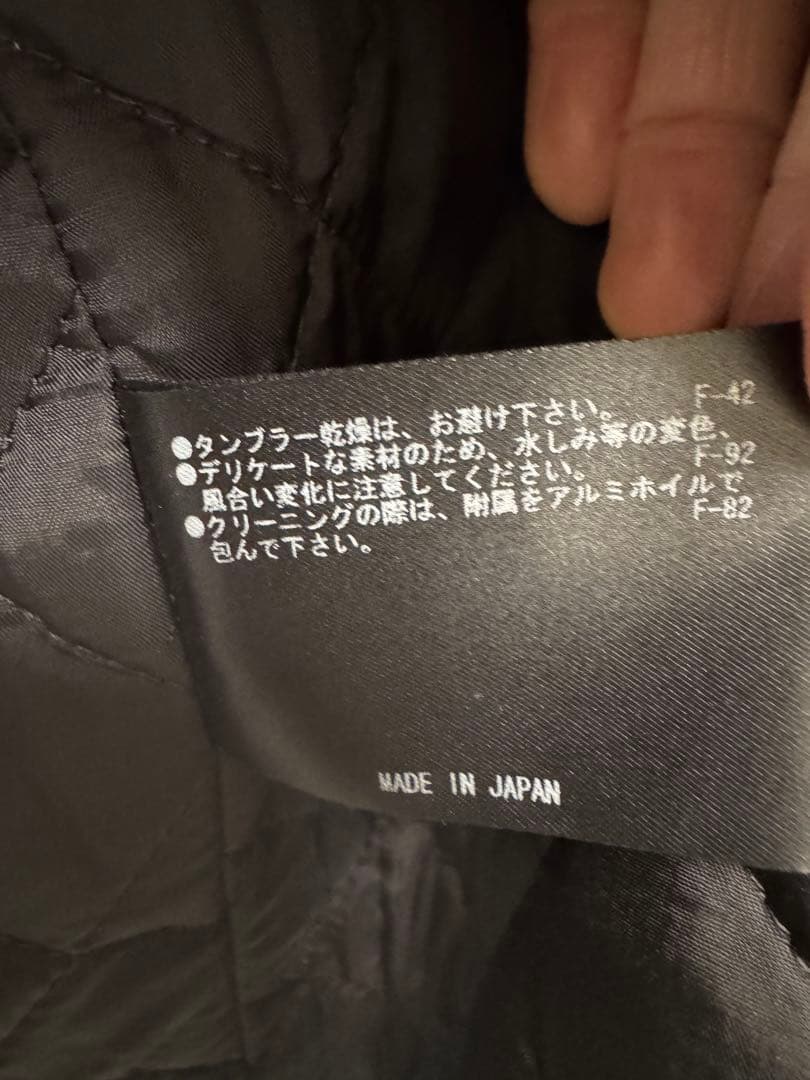 ●タンブラー乾燥は、お避け下さい。 F-42
●デリケートな素材のため、水しみ等の変色、
風合い変化に注意してください。 F-92
●クリーニングの際は、附属をアルミホイルで
包んで下さい。 F-82
MADE IN JAPAN